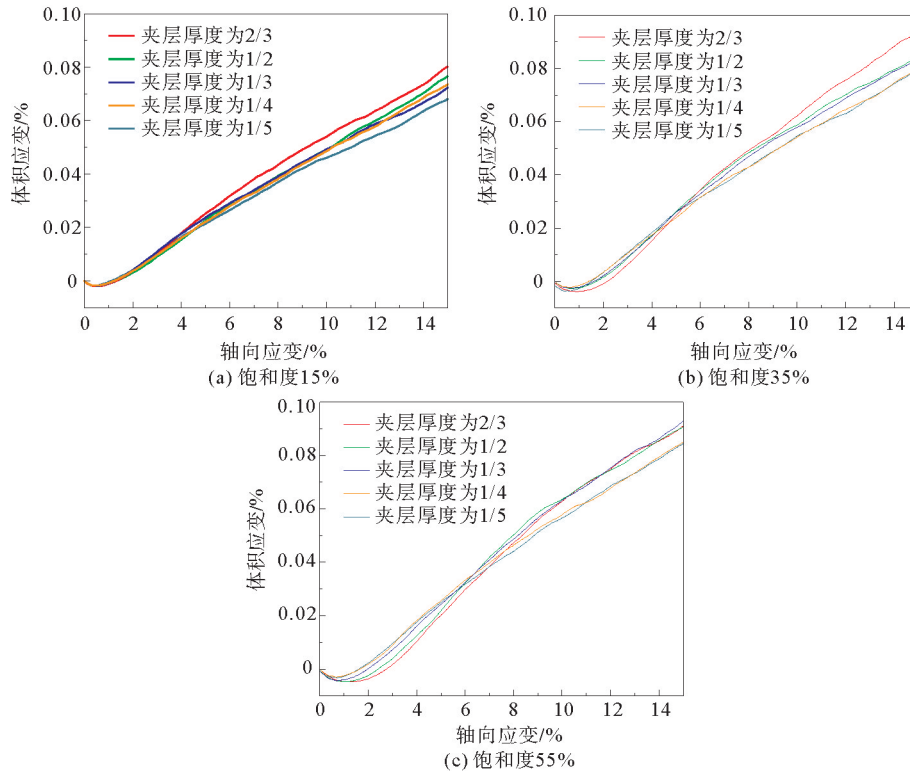 0.10
0.08
0.06
0.04
0.02
0
体积应变/%
夹层厚度为2/3
夹层厚度为1/2
夹层厚度为1/3
夹层厚度为1/4
夹层厚度为1/5
0 2 4 6 8 10 12 14
轴向应变/%
(a) 饱和度15%
0.10
0.08
0.06
0.04
0.02
0
体积应变/%
夹层厚度为2/3
夹层厚度为1/2
夹层厚度为1/3
夹层厚度为1/4
夹层厚度为1/5
0 2 4 6 8 10 12 14
轴向应变/%
(b) 饱和度35%
0.10
0.08
0.06
0.04
0.02
0
体积应变/%
夹层厚度为2/3
夹层厚度为1/2
夹层厚度为1/3
夹层厚度为1/4
夹层厚度为1/5
0 2 4 6 8 10 12 14
轴向应变/%
(c) 饱和度55%